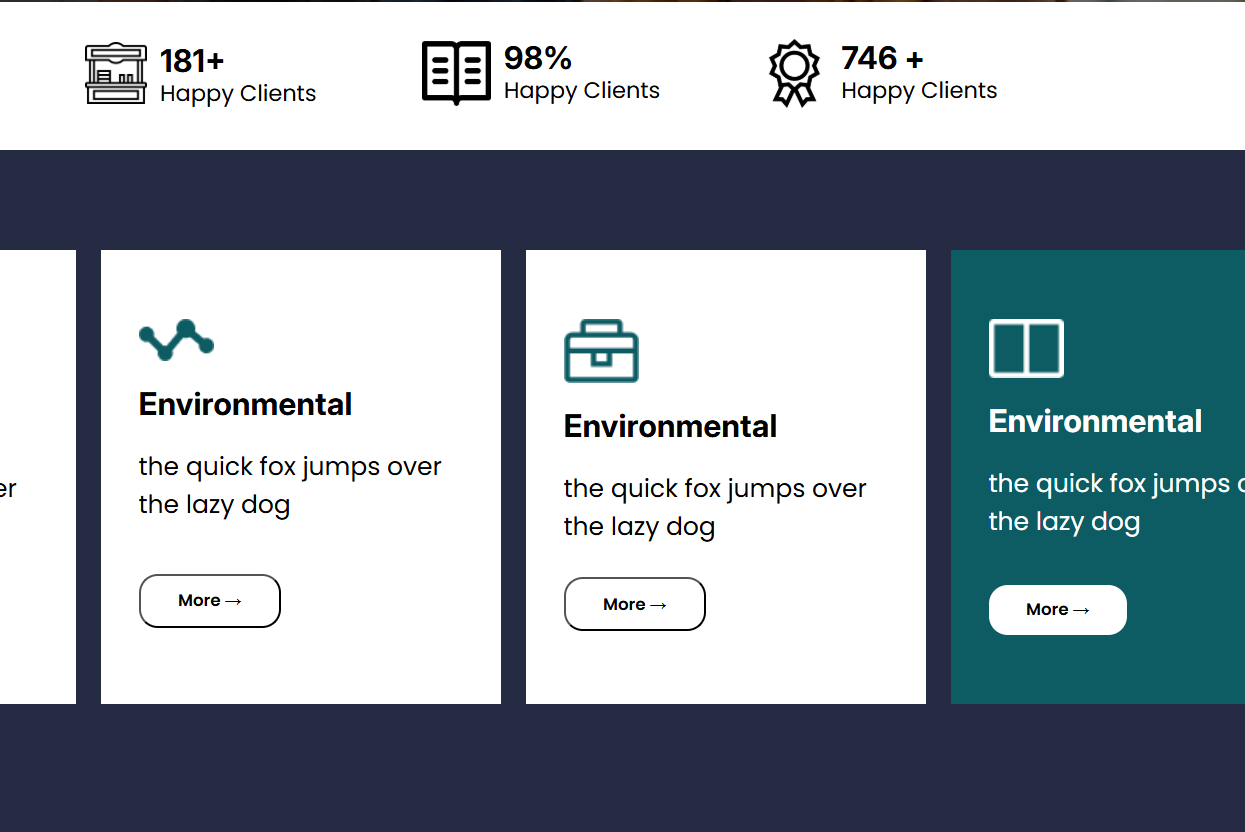 181+
Happy Clients
98%
Happy Clients
746 +
Happy Clients
er
Environmental
the quick fox jumps over
the lazy dog
More →
Environmental
the quick fox jumps over
the lazy dog
More →
Environmental
the quick fox jumps
the lazy dog
More →